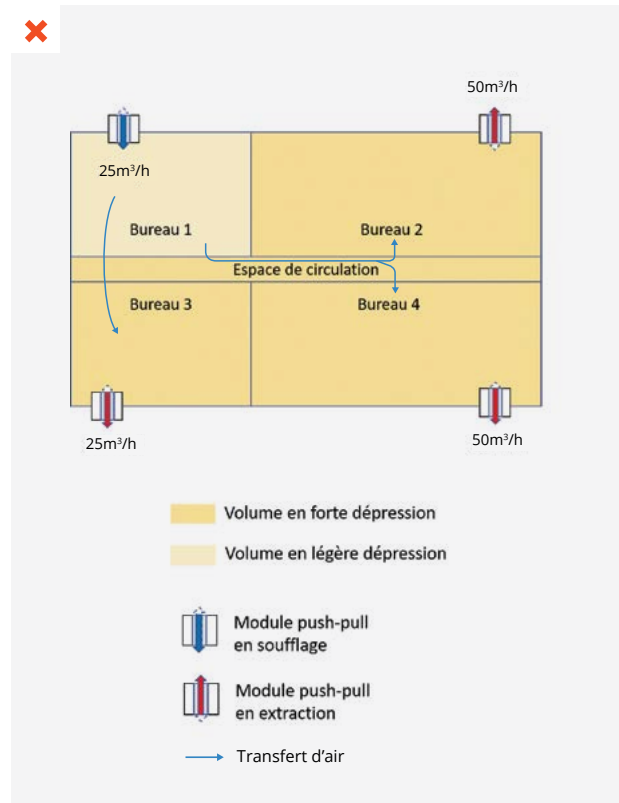 50m³/h
25m³/h
Bureau 1
Bureau 2
Espace de circulation
Bureau 3
Bureau 4
25m³/h
50m³/h
Volume en forte dépression
Volume en légère dépression
Module push-pull
en soufflage
Module push-pull
en extraction
Transfert d’air